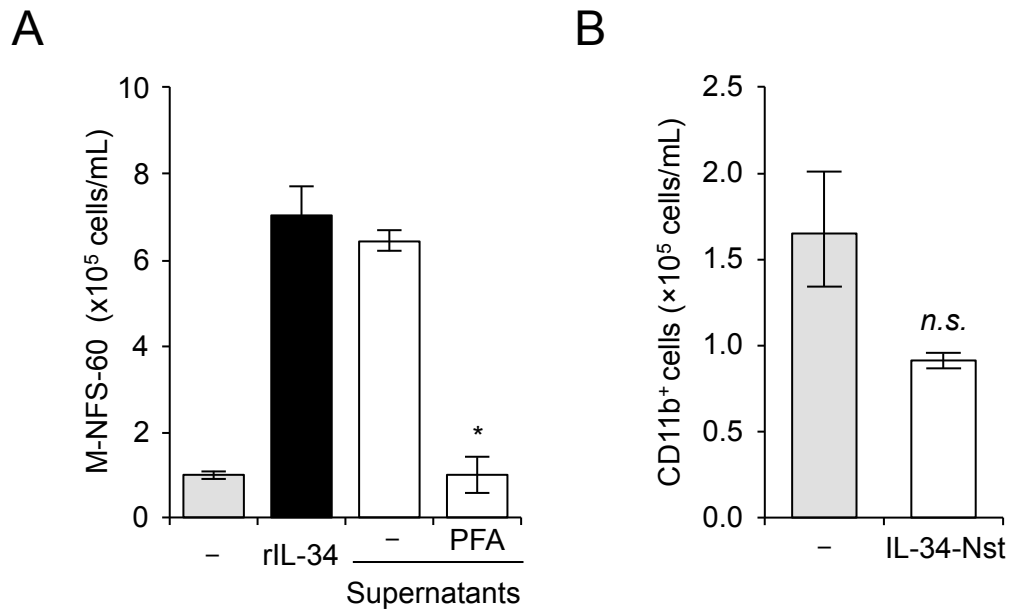 A
M-NFS-60 (x10⁵ cells/mL)
10
8
6
4
2
0
*
– rIL-34 – PFA
Supernatants
B
CD11b⁺ cells (×10⁵ cells/mL)
2.5
2.0
1.5
1.0
0.5
0.0
n.s.
– IL-34-Nst